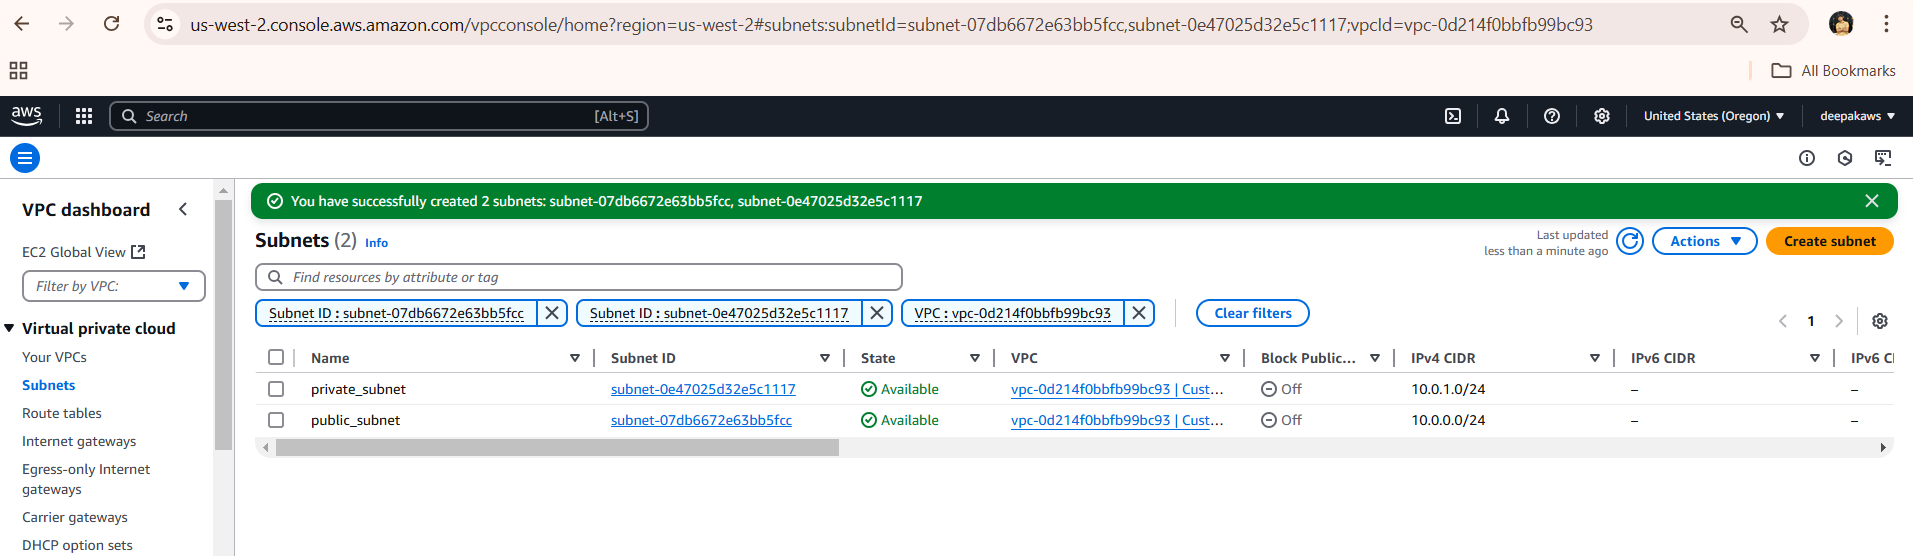 us-west-2.console.aws.amazon.com/vpcconsole/home?region=us-west-2#subnets:subnetId=subnet-07db6672e63bb5fcc,subnet-0e47025d32e5c1117;vpcId=vpc-0d214f0bbfb99bc93
All Bookmarks
aws Search [Alt+S] United States (Oregon) deepakaws
VPC dashboard
EC2 Global View
Filter by VPC:
Virtual private cloud
Your VPCs
Subnets
Route tables
Internet gateways
Egress-only Internet
gateways
Carrier gateways
DHCP option sets
You have successfully created 2 subnets: subnet-07db6672e63bb5fcc, subnet-0e47025d32e5c1117
Subnets (2) Info
Last updated
less than a minute ago
Actions
Create subnet
Find resources by attribute or tag
Subnet ID : subnet-07db6672e63bb5fcc Subnet ID : subnet-0e47025d32e5c1117 VPC : vpc-0d214f0bbfb99bc93 Clear filters
1
Name Subnet ID State VPC Block Public... IPv4 CIDR IPv6 CIDR IPv6 CI
private_subnet subnet-0e47025d32e5c1117 Available vpc-0d214f0bbfb99bc93 | Cust... Off 10.0.1.0/24 – –
public_subnet subnet-07db6672e63bb5fcc Available vpc-0d214f0bbfb99bc93 | Cust... Off 10.0.0.0/24 – –